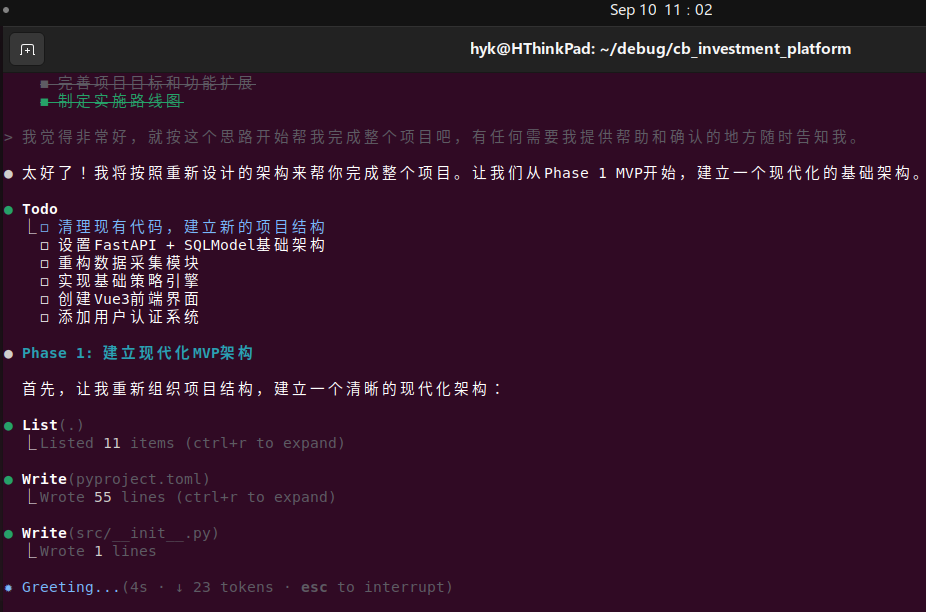 Sep 10 11 : 02
hyk@HThinkPad: ~/debug/cb_investment_platform
■ 完善项目目标和功能扩展
■ 制定实施路线图
> 我觉得非常好，就按这个思路开始帮我完成整个项目吧，有任何需要我提供帮助和确认的地方随时告知我。
● 太好了！我将按照重新设计的架构来帮你完成整个项目。让我们从Phase 1 MVP开始，建立一个现代化的基础架构。
● Todo
⎿ □ 清理现有代码，建立新的项目结构
□ 设置FastAPI + SQLModel基础架构
□ 重构数据采集模块
□ 实现基础策略引擎
□ 创建Vue3前端界面
□ 添加用户认证系统
● Phase 1: 建立现代化MVP架构
首先，让我重新组织项目结构，建立一个清晰的现代化架构：
● List(.)
⎿ Listed 11 items (ctrl+r to expand)
● Write(pyproject.toml)
⎿ Wrote 55 lines (ctrl+r to expand)
● Write(src/__init__.py)
⎿ Wrote 1 lines
✹ Greeting...(4s · ↓ 23 tokens · esc to interrupt)